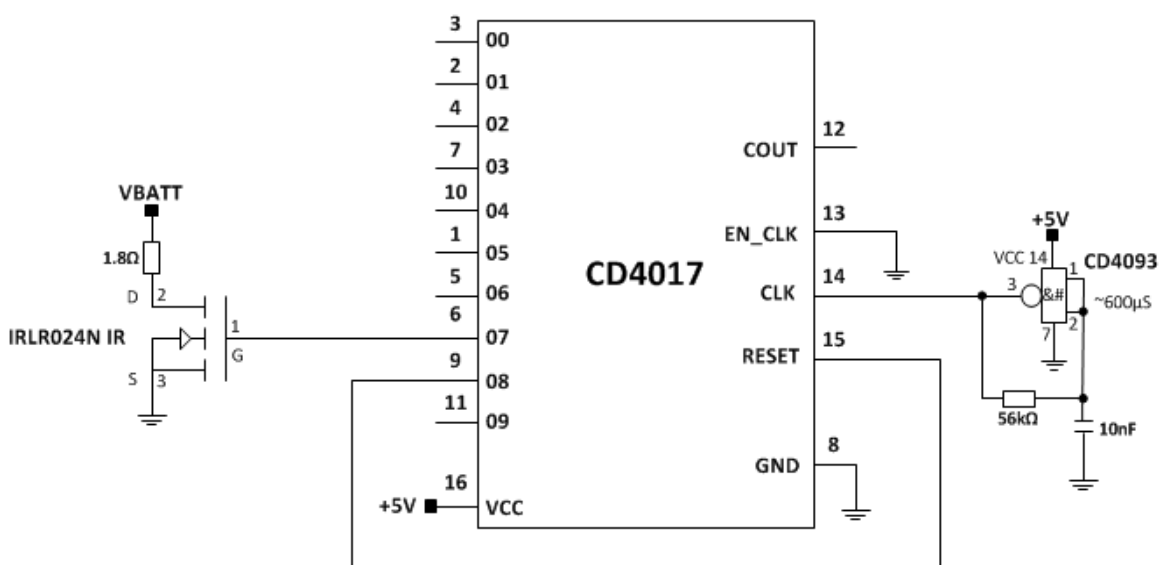 3
00
2
01
4
02
7
03
10
04
1
05
5
06
6
07
9
08
11
09
16
+5V
VCC
CD4017
12
COUT
13
EN_CLK
14
CLK
15
RESET
8
GND
VBATT
1.8Ω
D
2
IRLR024N IR
1
G
S
3
+5V
VCC 14
CD4093
1
3
&#
~600µS
7
2
56kΩ
10nF